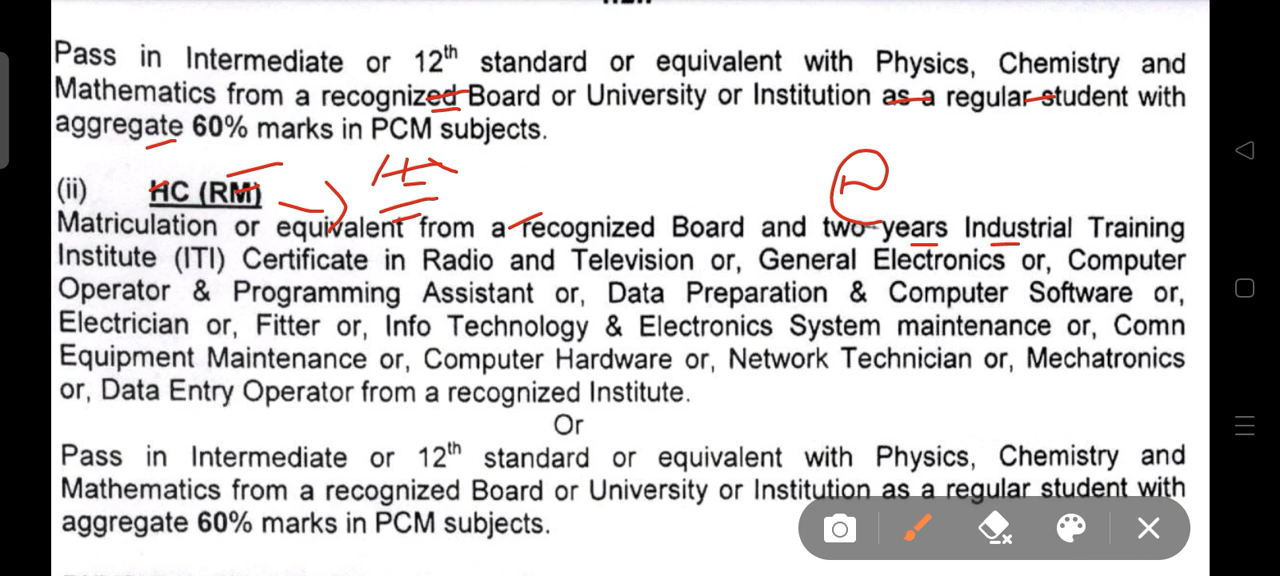 Pass in Intermediate or 12th standard or equivalent with Physics, Chemistry and
Mathematics from a recognized Board or University or Institution as a regular student with
aggregate 60% marks in PCM subjects.
(ii) HC (RM)
Matriculation or equivalent from a recognized Board and two years Industrial Training
Institute (ITI) Certificate in Radio and Television or, General Electronics or, Computer
Operator & Programming Assistant or, Data Preparation & Computer Software or,
Electrician or, Fitter or, Info Technology & Electronics System maintenance or, Comn
Equipment Maintenance or, Computer Hardware or, Network Technician or, Mechatronics
or, Data Entry Operator from a recognized Institute.
Or
Pass in Intermediate or 12th standard or equivalent with Physics, Chemistry and
Mathematics from a recognized Board or University or Institution as a regular student with
aggregate 60% marks in PCM subjects.